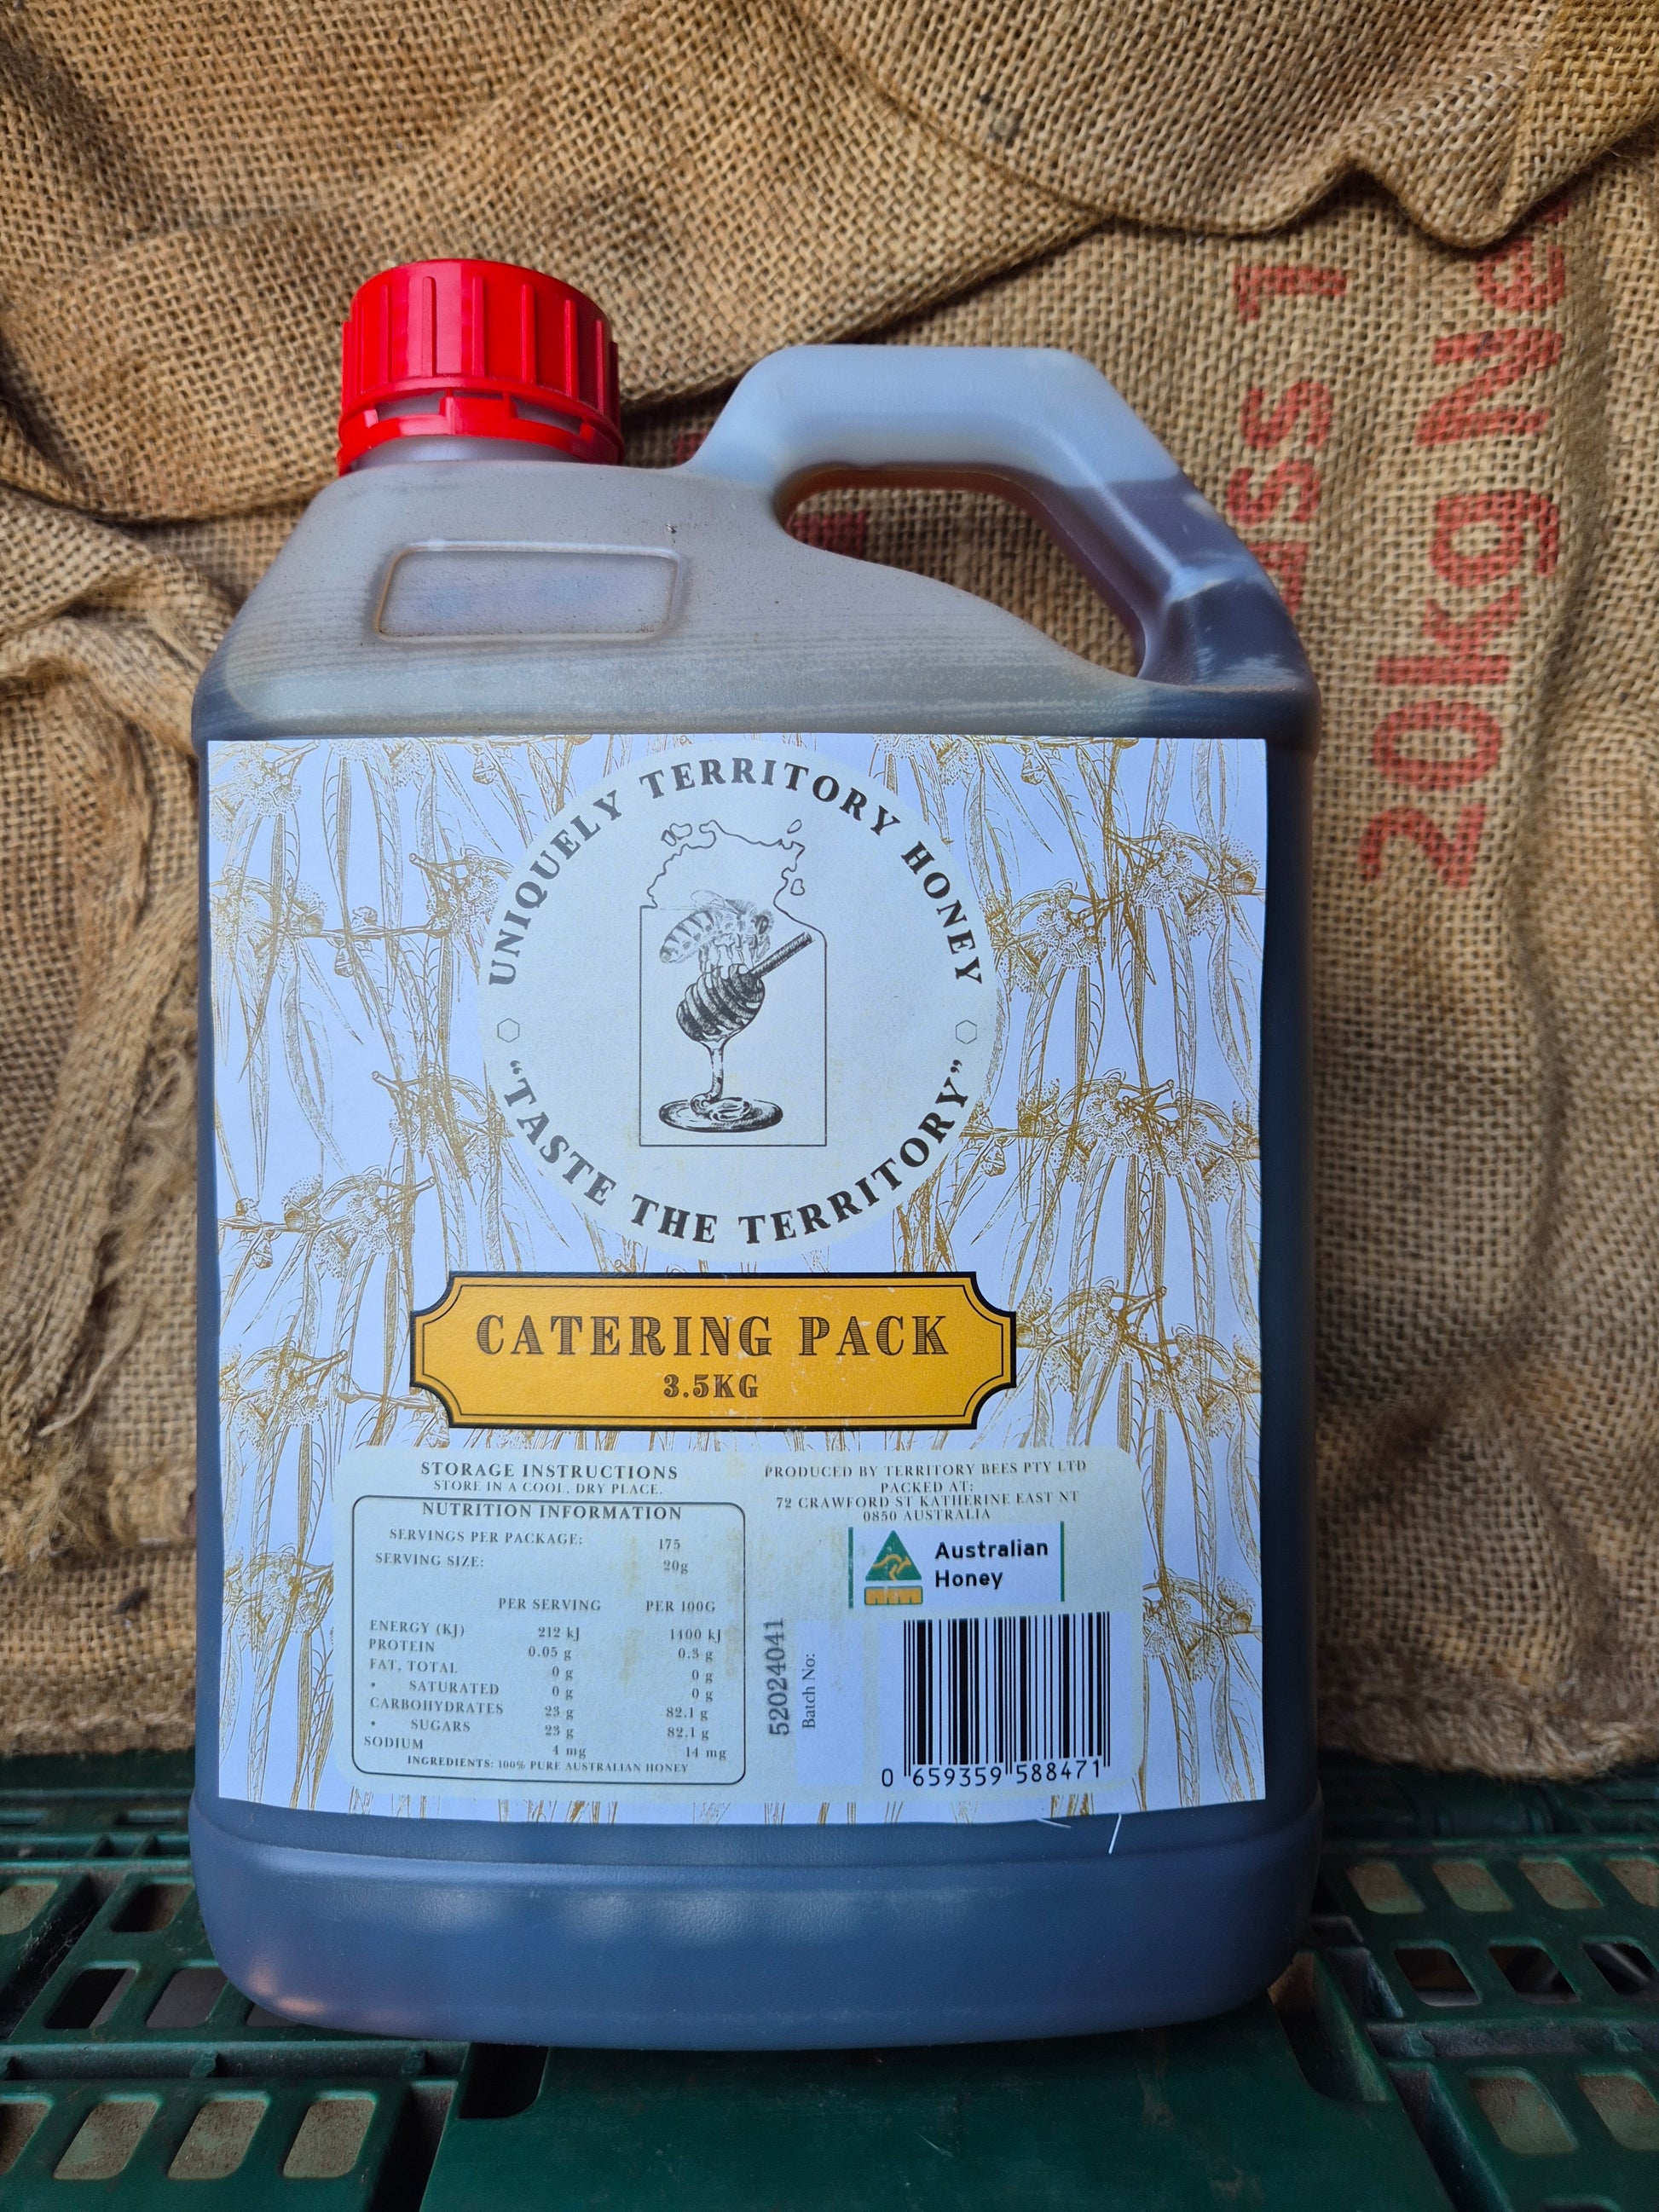 ss 1
20kg Ne
UNIQUELY TERRITORY HONEY
"TASTE THE TERRITORY"
CATERING PACK
3.5KG
STORAGE INSTRUCTIONS
STORE IN A COOL, DRY PLACE.
NUTRITION INFORMATION
SERVINGS PER PACKAGE: 175
SERVING SIZE: 20g
PER SERVING PER 100G
ENERGY (KJ) 212 kJ 1400 kJ
PROTEIN 0.05 g 0.3 g
FAT, TOTAL 0 g 0 g
• SATURATED 0 g 0 g
CARBOHYDRATES 23 g 82.1 g
• SUGARS 23 g 82.1 g
SODIUM 4 mg 14 mg
INGREDIENTS: 100% PURE AUSTRALIAN HONEY
PRODUCED BY TERRITORY BEES PTY LTD
PACKED AT:
72 CRAWFORD ST KATHERINE EAST NT
0850 AUSTRALIA
Australian
Honey
52024041
Batch No:
0 659359 588471